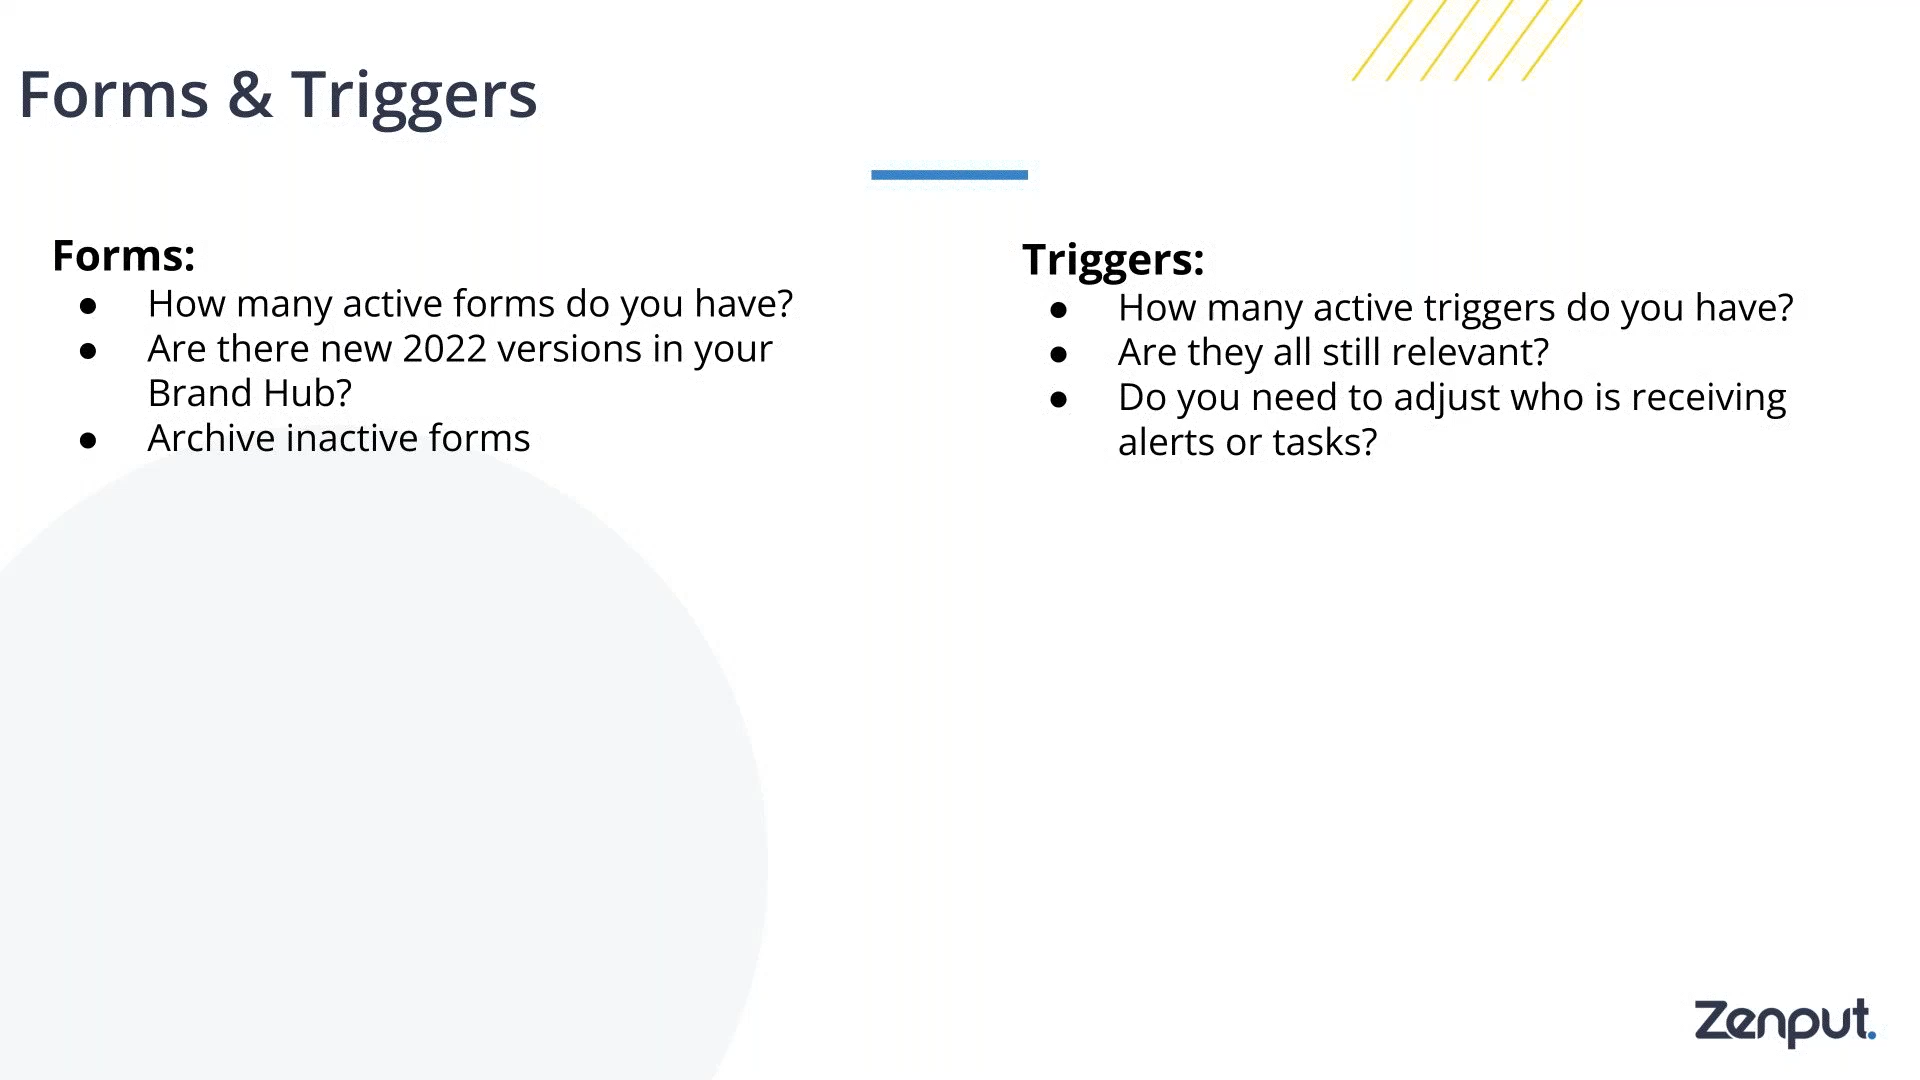 Forms & Triggers
Forms:
● How many active forms do you have?
● Are there new 2022 versions in your
Brand Hub?
● Archive inactive forms
Triggers:
● How many active triggers do you have?
● Are they all still relevant?
● Do you need to adjust who is receiving
alerts or tasks?
Zenput.